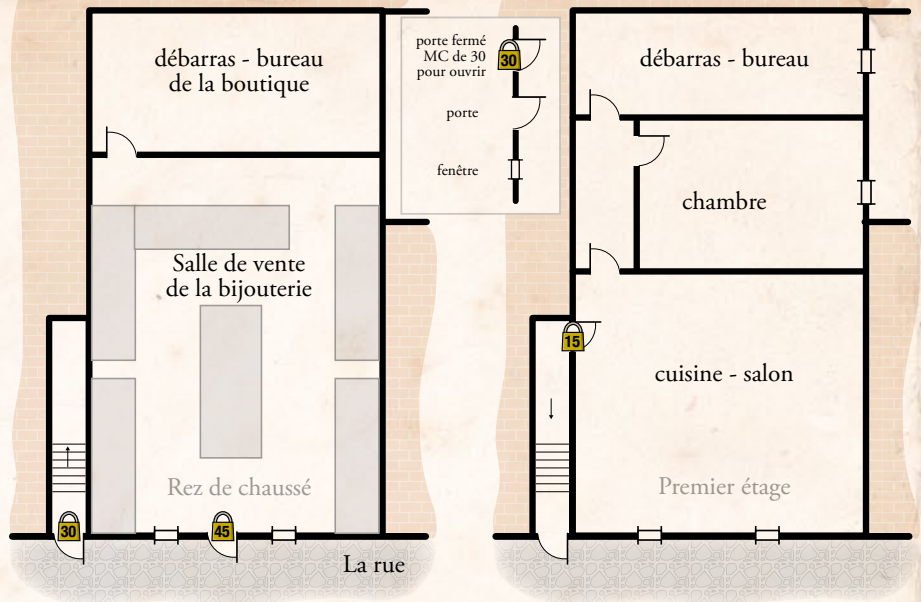 débarras - bureau
de la boutique
Salle de vente
de la bijouterie
Rez de chaussé
30
45
La rue
porte fermé
MC de 30
pour ouvrir
30
porte
fenêtre
débarras - bureau
chambre
15
cuisine - salon
Premier étage